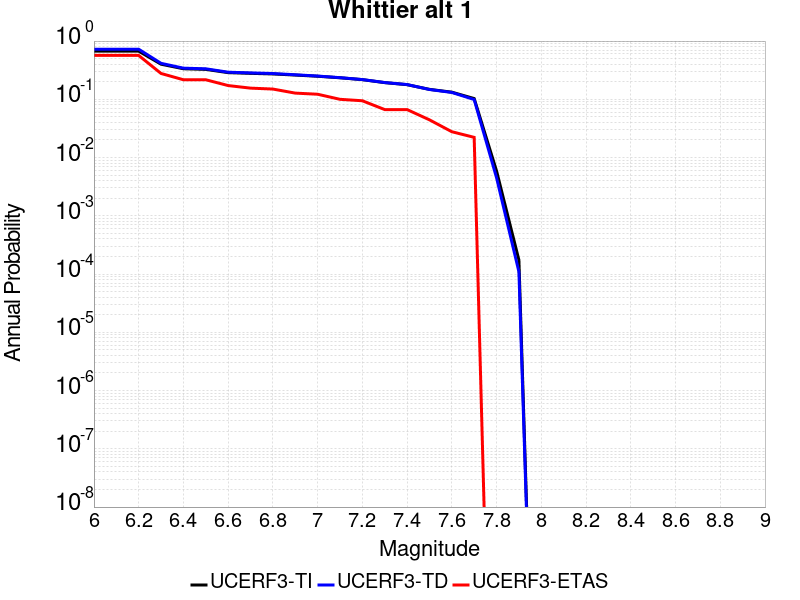 Whittier alt 1
10^0
10^-1
10^-2
10^-3
10^-4
10^-5
10^-6
10^-7
10^-8
Annual Probability
6 6.2 6.4 6.6 6.8 7 7.2 7.4 7.6 7.8 8 8.2 8.4 8.6 8.8 9
Magnitude
UCERF3-TI UCERF3-TD UCERF3-ETAS